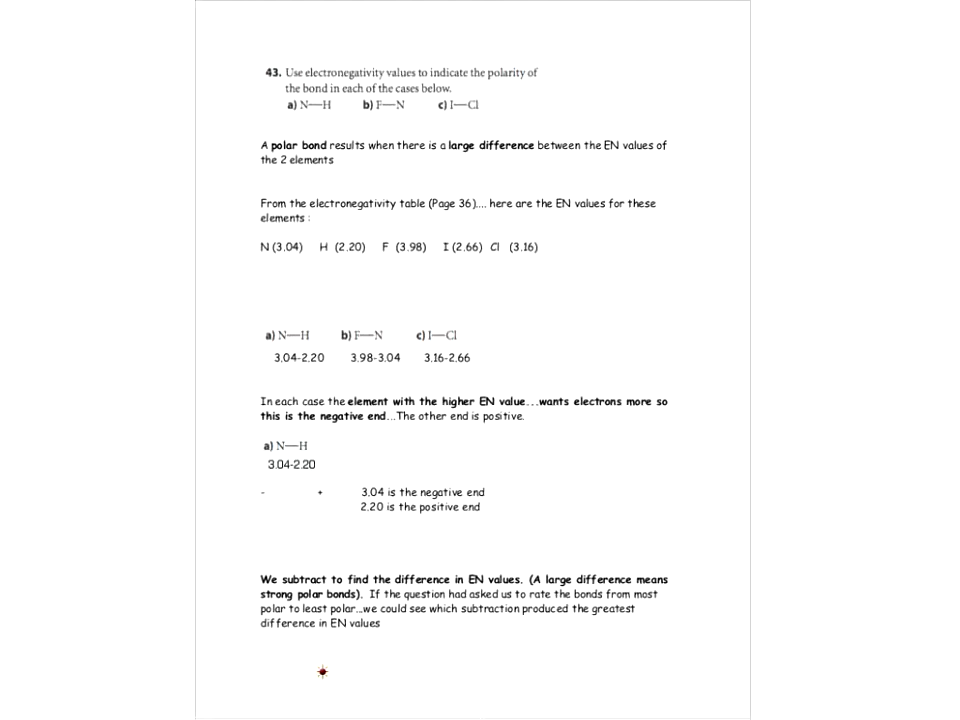 43. Use electronegativity values to indicate the polarity of
the bond in each of the cases below.
a) N—H b) F—N c) I—Cl
A polar bond results when there is a large difference between the EN values of
the 2 elements
From the electronegativity table (Page 36).... here are the EN values for these
elements :
N (3.04) H (2.20) F (3.98) I (2.66) Cl (3.16)
a) N—H b) F—N c) I—Cl
3.04-2.20 3.98-3.04 3.16-2.66
In each case the element with the higher EN value...wants electrons more so
this is the negative end...The other end is positive.
a) N—H
3.04-2.20
- + 3.04 is the negative end
2.20 is the positive end
We subtract to find the difference in EN values. (A large difference means
strong polar bonds). If the question had asked us to rate the bonds from most
polar to least polar...we could see which subtraction produced the greatest
difference in EN values